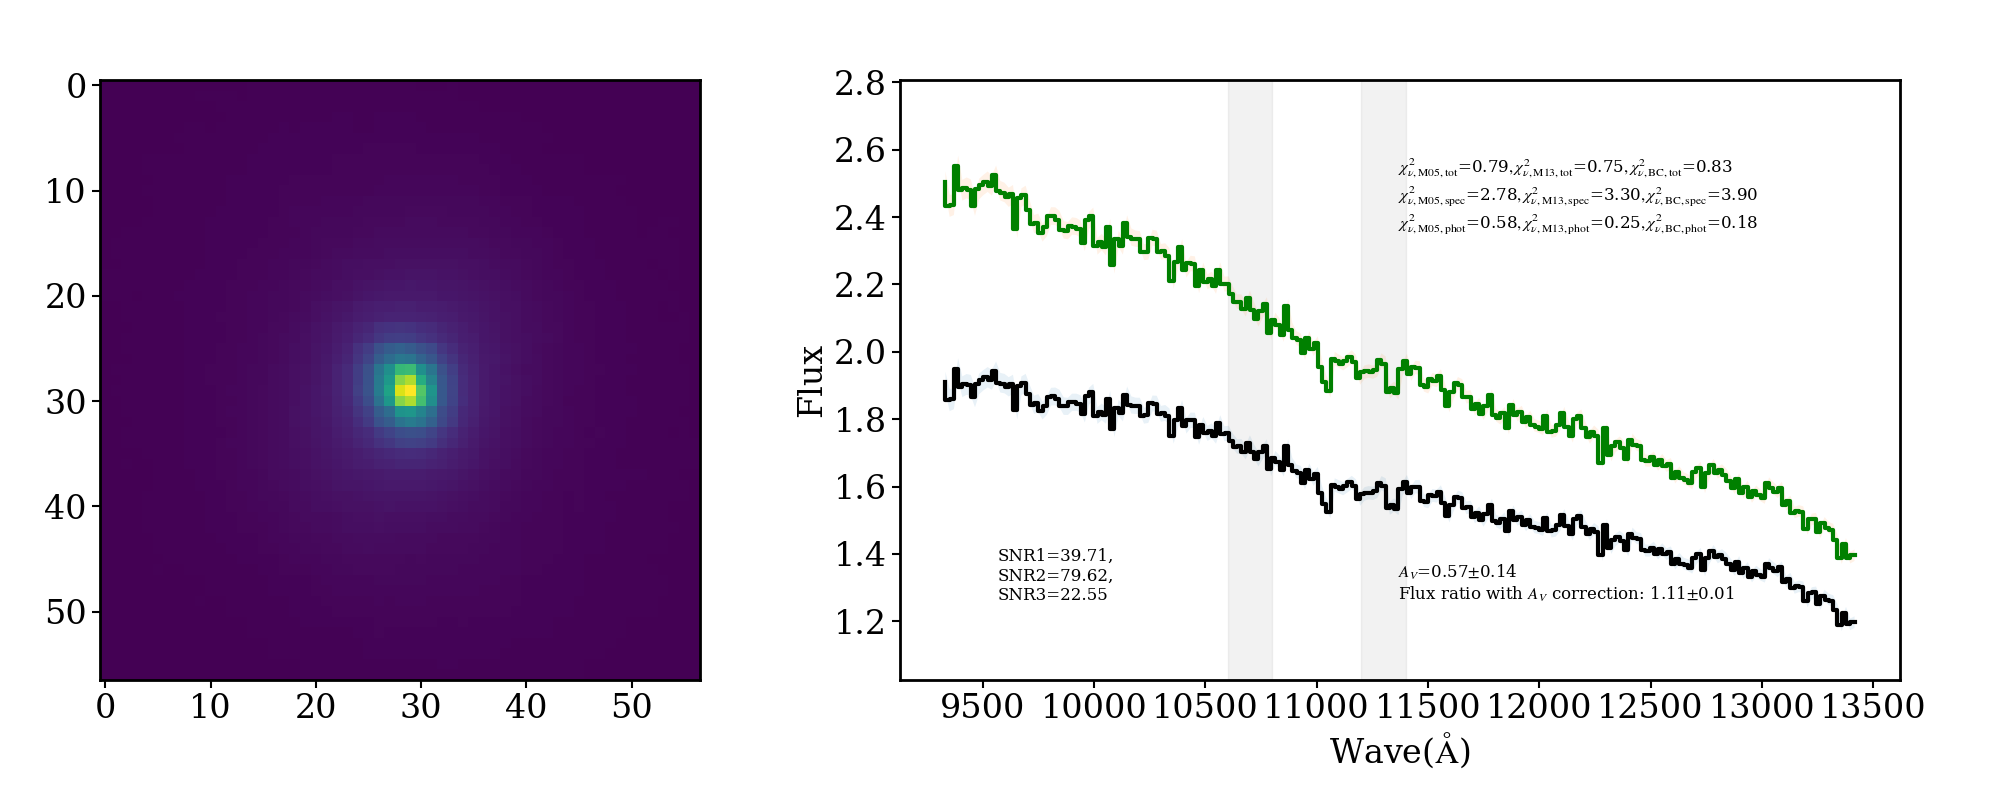 0
10
20
30
40
50
0 10 20 30 40 50
2.8
2.6
2.4
2.2
2.0
1.8
1.6
1.4
1.2
Flux
χ²ν,M05,tot=0.79,χ²ν,M13,tot=0.75,χ²ν,BC,tot=0.83
χ²ν,M05,spec=2.78,χ²ν,M13,spec=3.30,χ²ν,BC,spec=3.90
χ²ν,M05,phot=0.58,χ²ν,M13,phot=0.25,χ²ν,BC,phot=0.18
SNR1=39.71,
SNR2=79.62,
SNR3=22.55
AV=0.57±0.14
Flux ratio with AV correction: 1.11±0.01
9500 10000 10500 11000 11500 12000 12500 13000 13500
Wave(Å)